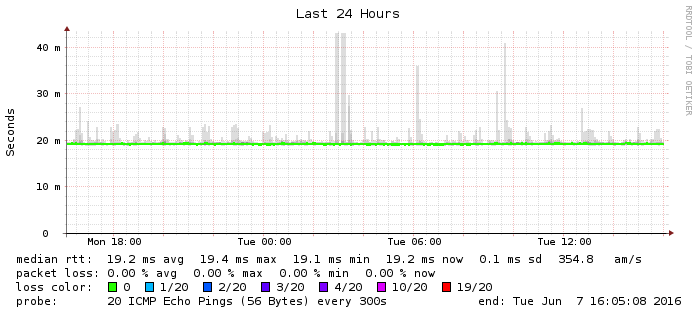 Last 24 Hours
RRDTOOL / TOBI OETIKER
Seconds
40 m
30 m
20 m
10 m
0
Mon 18:00 Tue 00:00 Tue 06:00 Tue 12:00
median rtt: 19.2 ms avg 19.4 ms max 19.1 ms min 19.2 ms now 0.1 ms sd 354.8 am/s
packet loss: 0.00 % avg 0.00 % max 0.00 % min 0.00 % now
loss color: 0 1/20 2/20 3/20 4/20 10/20 19/20
probe: 20 ICMP Echo Pings (56 Bytes) every 300s end: Tue Jun 7 16:05:08 2016